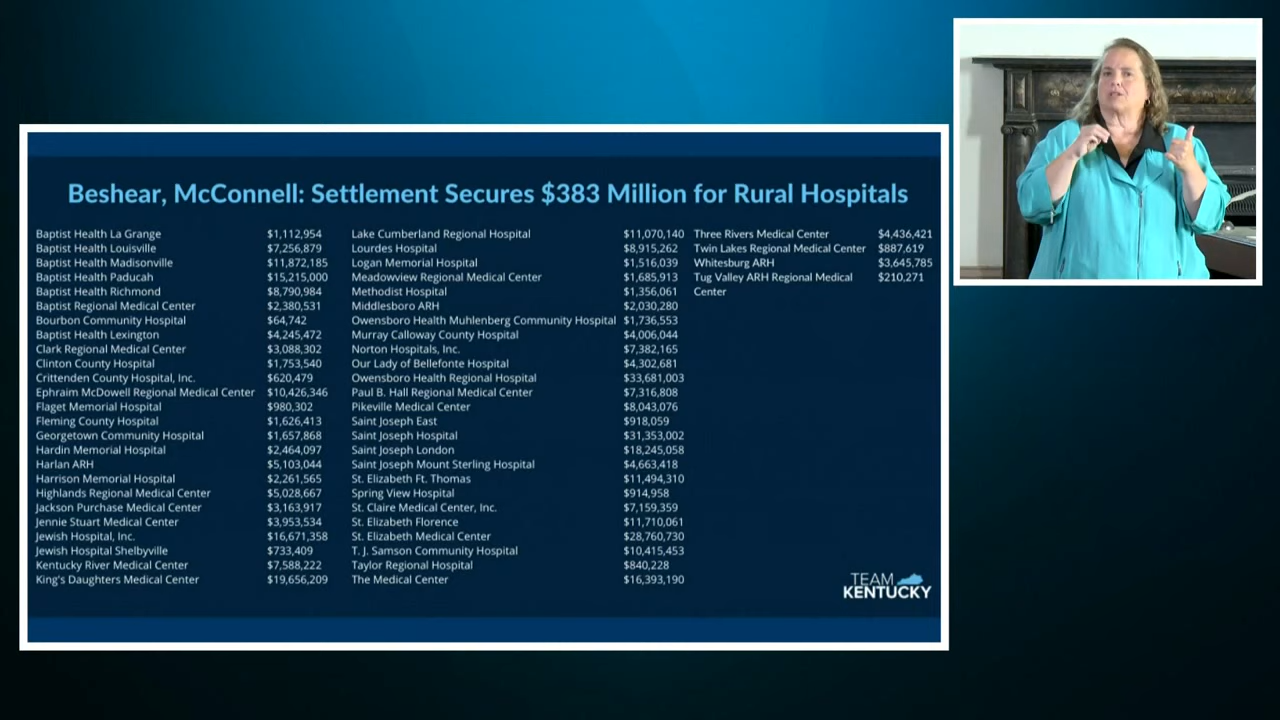 Beshear, McConnell: Settlement Secures $383 Million for Rural Hospitals
Baptist Health La Grange $1,112,954
Baptist Health Louisville $7,256,879
Baptist Health Madisonville $11,872,185
Baptist Health Paducah $15,215,000
Baptist Health Richmond $8,790,984
Baptist Regional Medical Center $2,380,531
Bourbon Community Hospital $64,742
Baptist Health Lexington $4,245,472
Clark Regional Medical Center $3,088,302
Clinton County Hospital $1,753,540
Crittenden County Hospital, Inc. $620,479
Ephraim McDowell Regional Medical Center $10,426,346
Flaget Memorial Hospital $980,302
Fleming County Hospital $1,626,413
Georgetown Community Hospital $1,657,868
Hardin Memorial Hospital $2,464,097
Harlan ARH $5,103,044
Harrison Memorial Hospital $2,261,565
Highlands Regional Medical Center $5,028,667
Jackson Purchase Medical Center $3,163,917
Jennie Stuart Medical Center $3,953,534
Jewish Hospital, Inc. $16,671,358
Jewish Hospital Shelbyville $733,409
Kentucky River Medical Center $7,588,222
King's Daughters Medical Center $19,656,209
Lake Cumberland Regional Hospital $11,070,140
Lourdes Hospital $8,915,262
Logan Memorial Hospital $1,516,039
Meadowview Regional Medical Center $1,685,913
Methodist Hospital $1,356,061
Middlesboro ARH $2,030,280
Owensboro Health Muhlenberg Community Hospital $1,736,553
Murray Calloway County Hospital $4,006,044
Norton Hospitals, Inc. $7,382,165
Our Lady of Bellefonte Hospital $4,302,681
Owensboro Health Regional Hospital $33,681,003
Paul B. Hall Regional Medical Center $7,316,808
Pikeville Medical Center $8,043,076
Saint Joseph East $918,059
Saint Joseph Hospital $31,353,002
Saint Joseph London $18,245,058
Saint Joseph Mount Sterling Hospital $4,663,418
St. Elizabeth Ft. Thomas $11,494,310
Spring View Hospital $914,958
St. Claire Medical Center, Inc. $7,159,359
St. Elizabeth Florence $11,710,061
St. Elizabeth Medical Center $28,760,730
T. J. Samson Community Hospital $10,415,453
Taylor Regional Hospital $840,228
The Medical Center $16,393,190
Three Rivers Medical Center $4,436,421
Twin Lakes Regional Medical Center $887,619
Whitesburg ARH $3,645,785
Tug Valley ARH Regional Medical $210,271
Center
TEAM
KENTUCKY